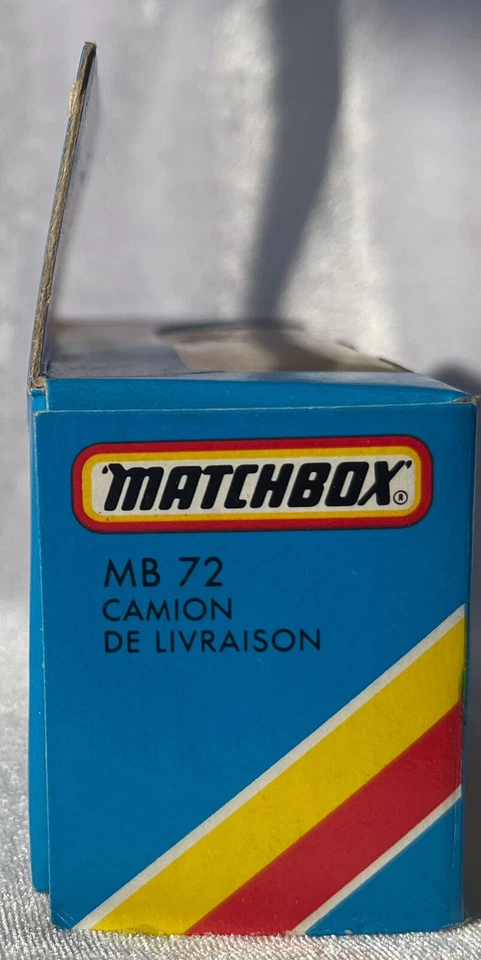 'MATCHBOX'®
MB 72
CAMION
DE LIVRAISON